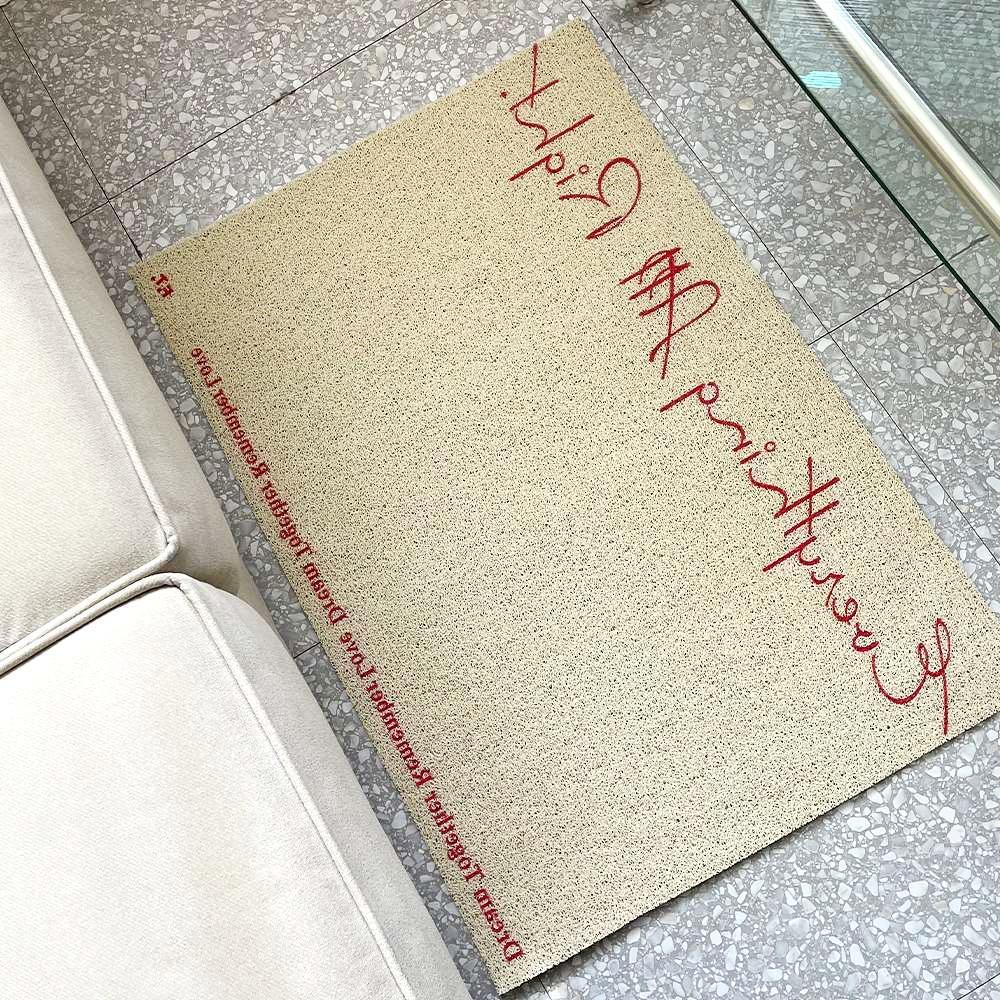 Everything All Right.
Dream Together Remember Love Dream Together Remember Love